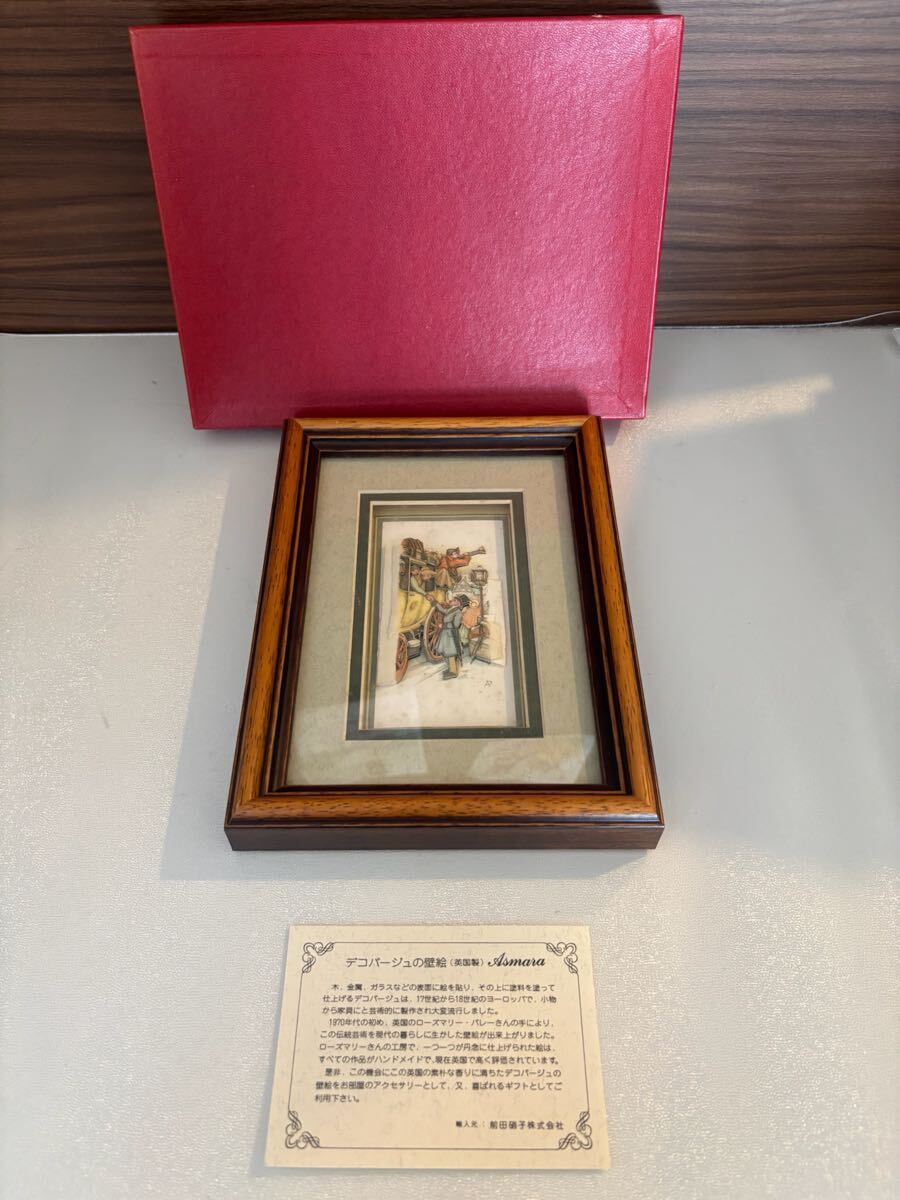 デコパージュの壁絵(英国製) Asmara
木、金属、ガラスなどの表面に絵を貼り、その上に塗料を塗って
仕上げるデコパージュは、17世紀から18世紀のヨーロッパで、小物
から家具にと芸術的に製作され大変流行しました。
1970年代の初め、英国のローズマリー・バレーさんの手により、
この伝統芸術を現代の暮らしに生かした壁絵が出来上がりました。
ローズマリーさんの工房で、一つ一つが丹念に仕上げられた絵は、
すべての作品がハンドメイドで、現在英国で高く評価されています。
是非、この機会にこの英国の素朴な香りに満ちたデコパージュの
壁絵をお部屋のアクセサリーとして、又、喜ばれるギフトとしてご
利用下さい。
輸入元：前田硝子株式会社